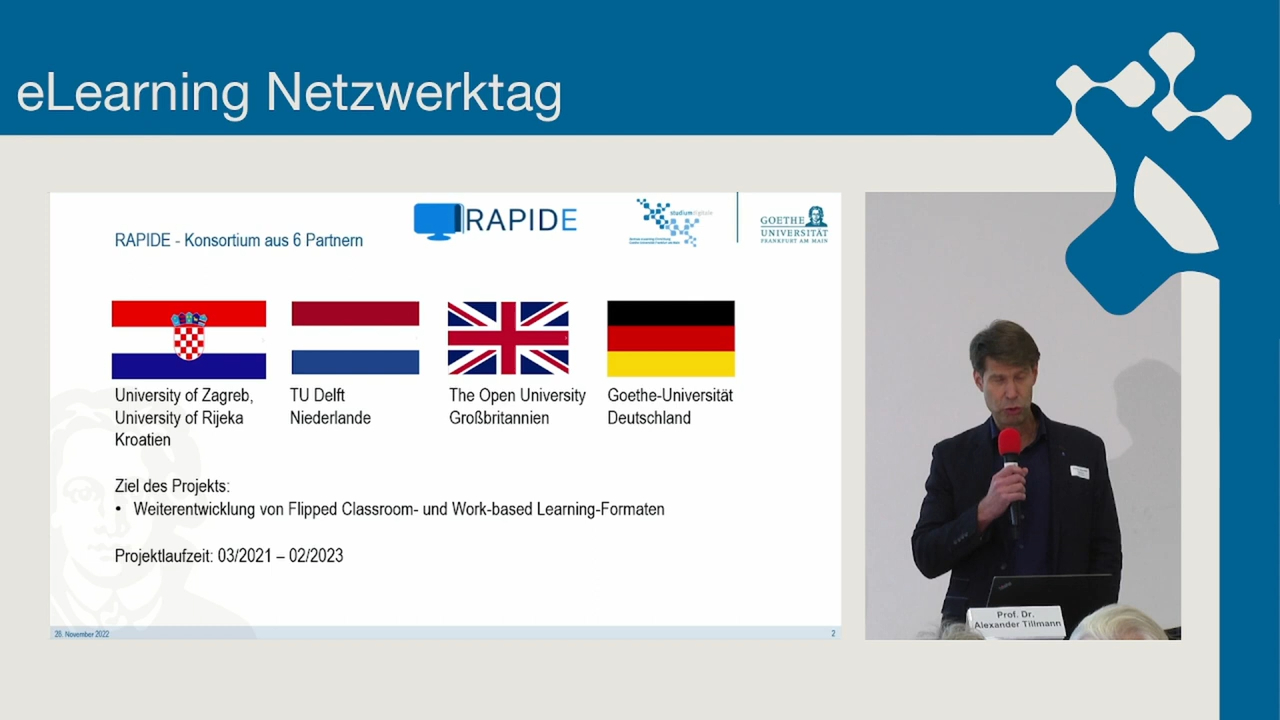 eLearning Netzwerktag
RAPIDE
studiumdigitale
GOETHE
UNIVERSITÄT
FRANKFURT AM MAIN
RAPIDE - Konsortium aus 6 Partnern
University of Zagreb,
University of Rijeka
Kroatien
TU Delft
Niederlande
The Open University
Großbritannien
Goethe-Universität
Deutschland
Ziel des Projekts:
• Weiterentwicklung von Flipped Classroom- und Work-based Learning-Formaten
Projektlaufzeit: 03/2021 – 02/2023
28. November 2022
2
Prof. Dr.
Alexander Tillmann